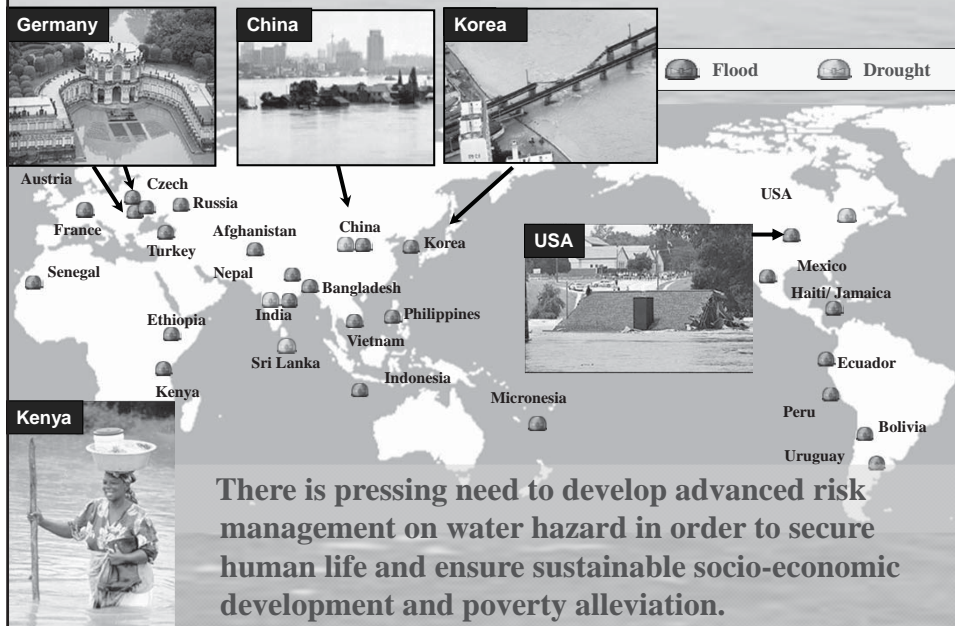 Germany
China
Korea
Flood
Drought
Austria
Czech
Russia
France
Turkey
Afghanistan
China
Korea
USA
USA
Senegal
Nepal
Bangladesh
Mexico
Haiti/ Jamaica
India
Philippines
Ethiopia
Vietnam
Sri Lanka
Ecuador
Indonesia
Kenya
Micronesia
Peru
Bolivia
Uruguay
Kenya
There is pressing need to develop advanced risk
management on water hazard in order to secure
human life and ensure sustainable socio-economic
development and poverty alleviation.